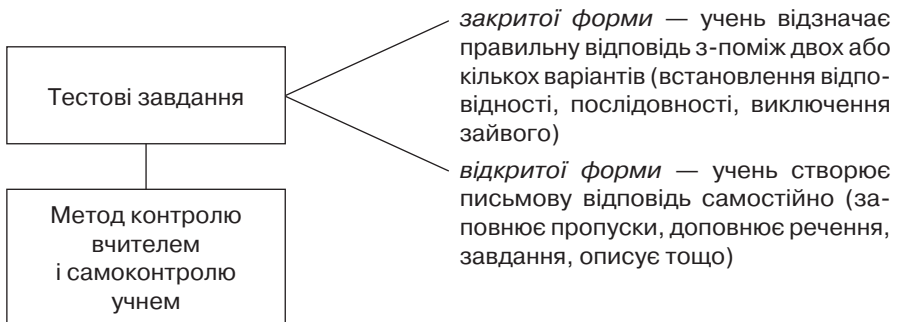 Тестові завдання
Метод контролю
вчителем
і самоконтролю
учнем
закритої форми — учень відзначає
правильну відповідь з-поміж двох або
кількох варіантів (встановлення відпо-
відності, послідовності, виключення
зайвого)
відкритої форми — учень створює
письмову відповідь самостійно (за-
повнює пропуски, доповнює речення,
завдання, описує тощо)